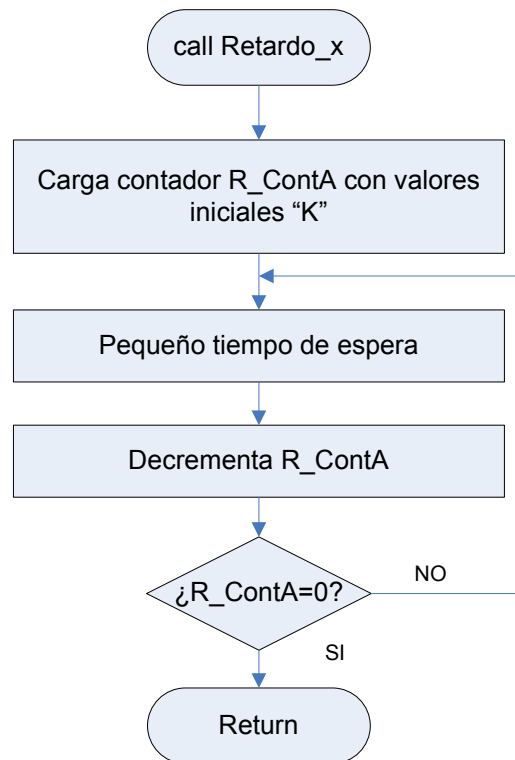 call Retardo_x
Carga contador R_ContA con valores
iniciales “K”
Pequeño tiempo de espera
Decrementa R_ContA
¿R_ContA=0?
NO
SI
Return